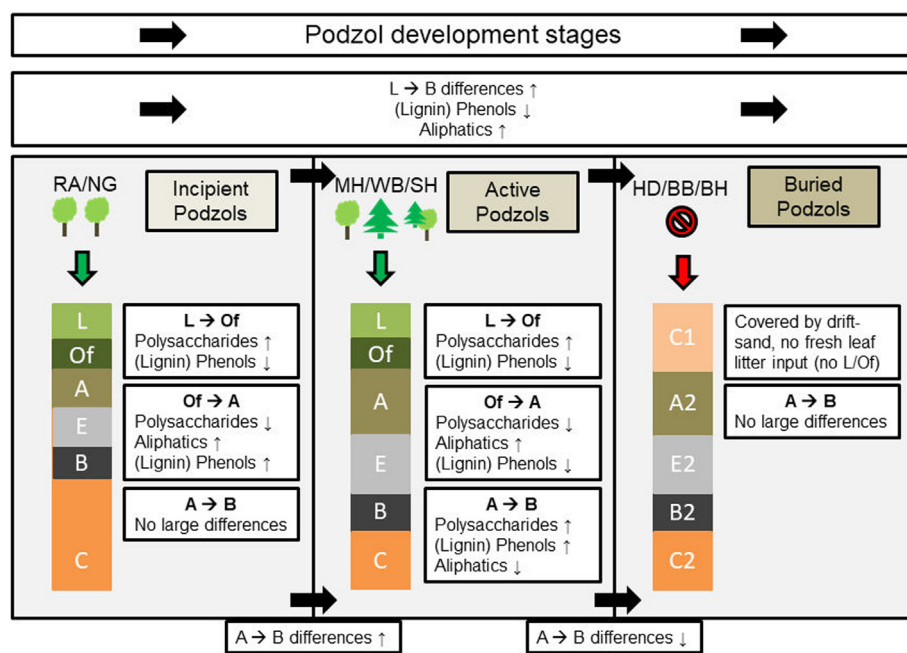 Podzol development stages
L → B differences ↑
(Lignin) Phenols ↓
Aliphatics ↑
RA/NG
Incipient
Podzols
L
Of
A
E
B
C
L → Of
Polysaccharides ↑
(Lignin) Phenols ↓
Of → A
Polysaccharides ↓
Aliphatics ↑
(Lignin) Phenols ↑
A → B
No large differences
MH/WB/SH
Active
Podzols
L
Of
A
E
B
C
L → Of
Polysaccharides ↑
(Lignin) Phenols ↓
Of → A
Polysaccharides ↓
Aliphatics ↑
(Lignin) Phenols ↓
A → B
Polysaccharides ↑
(Lignin) Phenols ↑
Aliphatics ↓
HD/BB/BH
Buried
Podzols
C1
A2
E2
B2
C2
Covered by drift-
sand, no fresh leaf
litter input (no L/Of)
A → B
No large differences
A → B differences ↑
A → B differences ↓